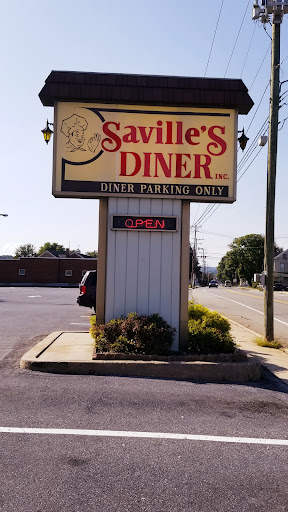 Saville's
DINER INC.
DINER PARKING ONLY
OPEN